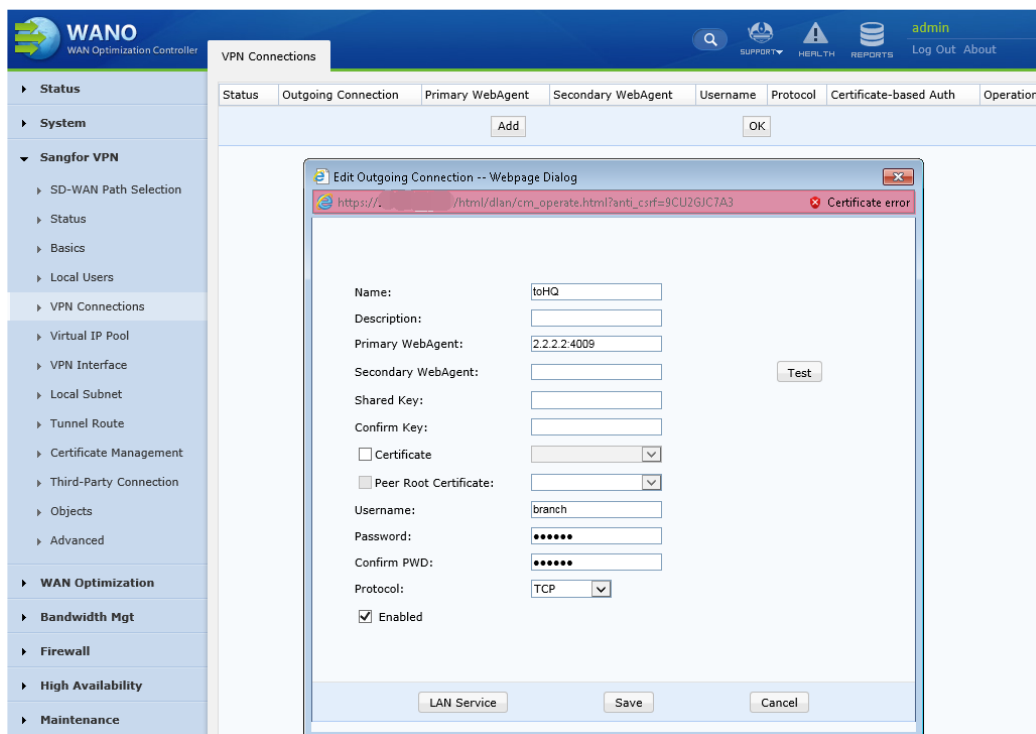 WANO
WAN Optimization Controller
VPN Connections
SUPPORT
HEALTH
REPORTS
admin
Log Out About
Status
System
Sangfor VPN
SD-WAN Path Selection
Status
Basics
Local Users
VPN Connections
Virtual IP Pool
VPN Interface
Local Subnet
Tunnel Route
Certificate Management
Third-Party Connection
Objects
Advanced
WAN Optimization
Bandwidth Mgt
Firewall
High Availability
Maintenance
Status Outgoing Connection Primary WebAgent Secondary WebAgent Username Protocol Certificate-based Auth Operation
Add OK
Edit Outgoing Connection -- Webpage Dialog
https:// /html/dlan/cm_operate.html?anti_csrf=9CU2GJC7A3 Certificate error
Name: toHQ
Description:
Primary WebAgent: 2.2.2.2:4009
Secondary WebAgent: Test
Shared Key:
Confirm Key:
Certificate
Peer Root Certificate:
Username: branch
Password: ••••••
Confirm PWD: ••••••
Protocol: TCP
Enabled
LAN Service Save Cancel